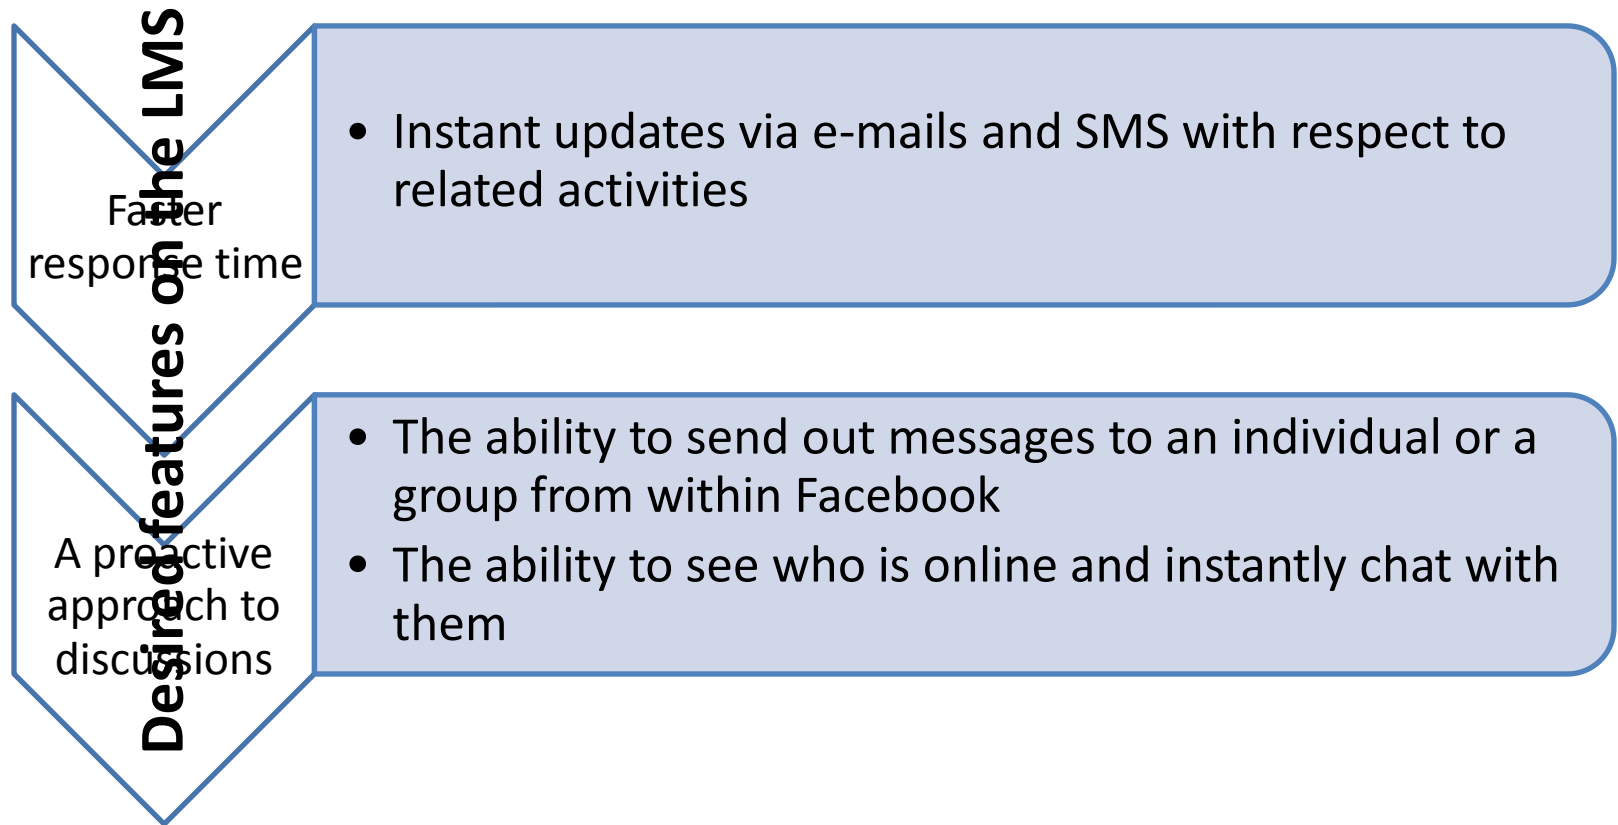 Desired features on the LMS
Faster
response time
• Instant updates via e-mails and SMS with respect to
related activities
A proactive
approach to
discussions
• The ability to send out messages to an individual or a
group from within Facebook
• The ability to see who is online and instantly chat with
them